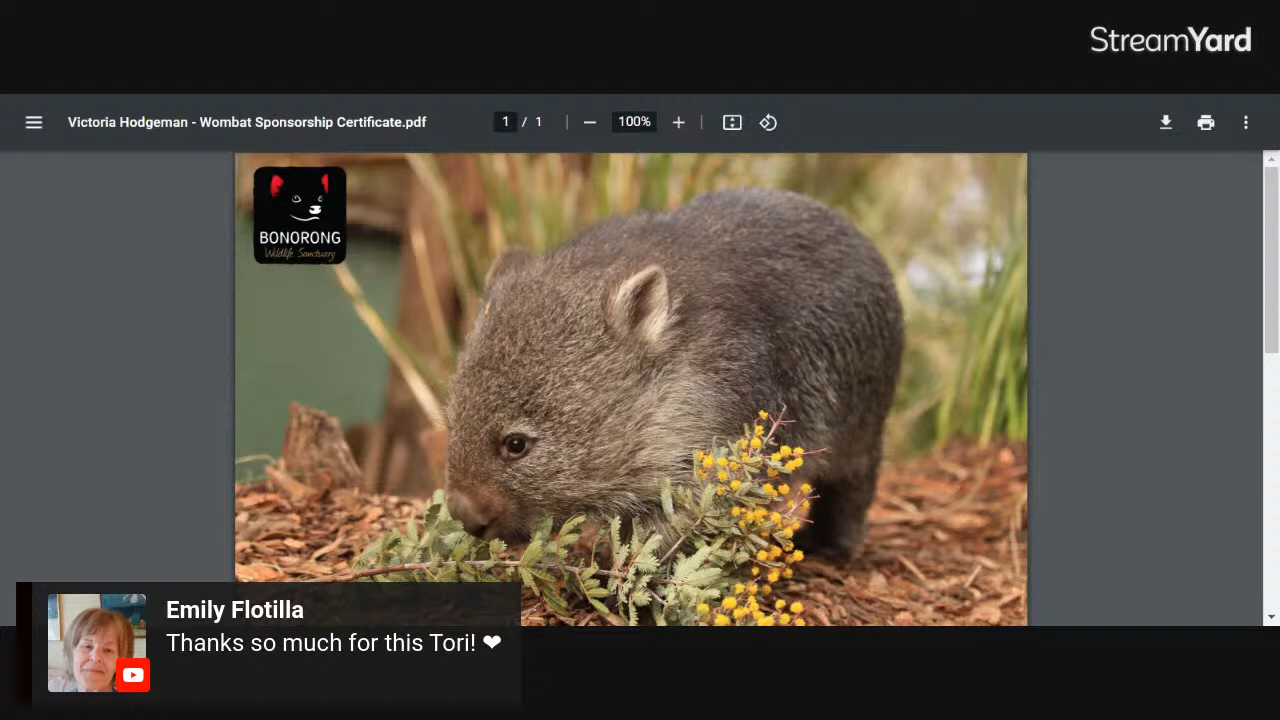 StreamYard
Victoria Hodgeman - Wombat Sponsorship Certificate.pdf
1 / 1
100%
BONORONG
Wildlife Sanctuary
Emily Flotilla
Thanks so much for this Tori! ❤